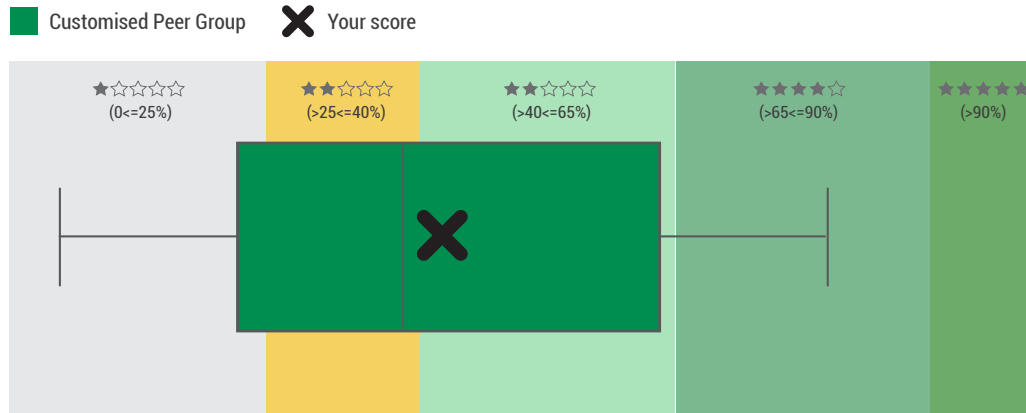 Customised Peer Group Your score
★☆☆☆☆ ★★☆☆☆ ★★☆☆☆ ★★★★☆ ★★★★★
(0<=25%) (>25<=40%) (>40<=65%) (>65<=90%) (>90%)